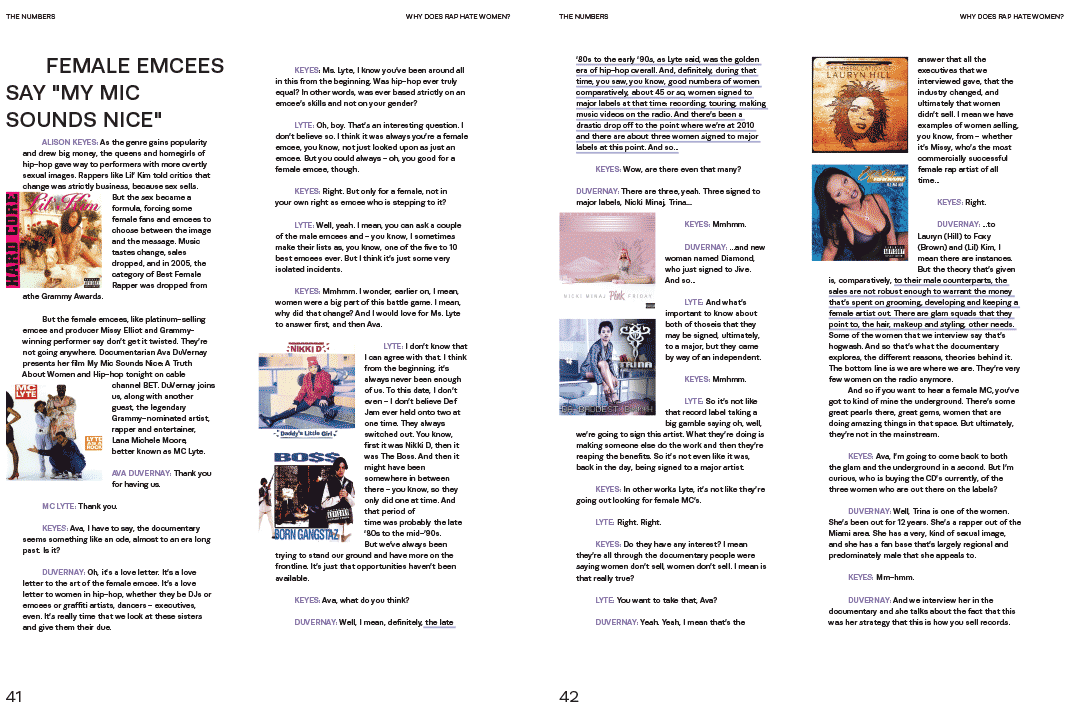 THE NUMBERS
WHY DOES RAP HATE WOMEN?
FEMALE EMCEES
SAY "MY MIC
SOUNDS NICE"
ALISON KEYES: As the genre gains popularity
and drew big money, the queens and homegirls of
hip-hop gave way to performers with more overtly
sexual images. Rappers like Lil' Kim told critics that
change was strictly business, because sex sells.
HARD CORE
Lil' Kim
But the sex became a
formula, forcing some
female fans and emcees to
choose between the image
and the message. Music
tastes change, sales
dropped, and in 2005, the
category of Best Female
Rapper was dropped from
athe Grammy Awards.
But the female emcees, like platinum-selling
emcee and producer Missy Elliot and Grammy-
winning performer say don't get it twisted. They're
not going anywhere. Documentarian Ava DuVernay
presents her film My Mic Sounds Nice: A Truth
About Women and Hip-hop tonight on cable
MC
LYTE
LYTE
AS A
ROCK
channel BET. DuVernay joins
us, along with another
guest, the legendary
Grammy-nominated artist,
rapper and entertainer,
Lana Michele Moore,
better known as MC Lyte.
AVA DUVERNAY: Thank you
for having us.
MC LYTE: Thank you.
KEYES: Ava, I have to say, the documentary
seems something like an ode, almost to an era long
past. Is it?
DUVERNAY: Oh, it's a love letter. It's a love
letter to the art of the female emcee. It's a love
letter to women in hip-hop, whether they be DJs or
emcees or graffiti artists, dancers - executives,
even. It's really time that we look at these sisters
and give them their due.
KEYES: Ms. Lyte, I know you've been around all
in this from the beginning. Was hip-hop ever truly
equal? In other words, was ever based strictly on an
emcee's skills and not on your gender?
LYTE: Oh, boy. That's an interesting question. I
don't believe so. I think it was always you're a female
emcee, you know, not just looked upon as just an
emcee. But you could always - oh, you good for a
female emcee, though.
KEYES: Right. But only for a female, not in
your own right as emcee who is stepping to it?
LYTE: Well, yeah. I mean, you can ask a couple
of the male emcees and - you know, I sometimes
make their lists as, you know, one of the five to 10
best emcees ever. But I think it's just some very
isolated incidents.
KEYES: Mmhmm. I wonder, earlier on, I mean,
women were a big part of this battle game. I mean,
why did that change? And I would love for Ms. Lyte
to answer first, and then Ava.
NIKKI D
Daddy's Little Girl
BO$$
BORN GANGSTAZ
LYTE: I don't know that
I can agree with that. I think
from the beginning, it's
always never been enough
of us. To this date, I don't
even - I don't believe Def
Jam ever held onto two at
one time. They always
switched out. You know,
first it was Nikki D, then it
was The Boss. And then it
might have been
somewhere in between
there - you know, so they
only did one at time. And
that period of
time was probably the late
'80s to the mid-'90s.
But we've always been
trying to stand our ground and have more on the
frontline. It's just that opportunities haven't been
available.
KEYES: Ava, what do you think?
DUVERNAY: Well, I mean, definitely, the late
41
THE NUMBERS
WHY DOES RAP HATE WOMEN?
'80s to the early '90s, as Lyte said, was the golden
era of hip-hop overall. And, definitely, during that
time, you saw, you know, good numbers of women
comparatively, about 45 or so, women signed to
major labels at that time: recording, touring, making
music videos on the radio. And there's been a
drastic drop off to the point where we're at 2010
and there are about three women signed to major
labels at this point. And so...
KEYES: Wow, are there even that many?
DUVERNAY: There are three, yeah. Three signed to
major labels, Nicki Minaj, Trina...
NICKI MINAJ Pink FRIDAY
TRINA
DA BADDEST B***H
KEYES: Mmhmm.
DUVERNAY: ...and new
woman named Diamond,
who just signed to Jive.
And so...
LYTE: And what's
important to know about
both of thoseis that they
may be signed, ultimately,
to a major, but they came
by way of an independent.
KEYES: Mmhmm.
LYTE: So it's not like
that record label taking a
big gamble saying oh, well,
we're going to sign this artist. What they're doing is
making someone else do the work and then they're
reaping the benefits. So it's not even like it was,
back in the day, being signed to a major artist.
KEYES: In other works Lyte, it's not like they're
going out looking for female MC's.
LYTE: Right. Right.
KEYES: Do they have any interest? I mean
they're all through the documentary people were
saying women don't sell, women don't sell. I mean is
that really true?
LYTE: You want to take that, Ava?
DUVERNAY: Yeah. Yeah, I mean that's the
THE MISEDUCATION OF
LAURYN HILL
answer that all the
executives that we
interviewed gave, that the
industry changed, and
ultimately that women
didn't sell. I mean we have
examples of women selling,
you know, from - whether
it's Missy, who's the most
commercially successful
female rap artist of all
time...
KEYES: Right.
DUVERNAY: ...to
Lauryn (Hill) to Foxy
(Brown) and (Lil) Kim, I
mean there are instances.
But the theory that's given
is, comparatively, to their male counterparts, the
sales are not robust enough to warrant the money
that's spent on grooming, developing and keeping a
female artist out. There are glam squads that they
point to, the hair, makeup and styling, other needs.
Some of the women that we interview say that's
hogwash. And so that's what the documentary
explores, the different reasons, theories behind it.
The bottom line is we are where we are. They're very
few women on the radio anymore.
And so if you want to hear a female MC, you've
got to kind of mine the underground. There's some
great pearls there, great gems, women that are
doing amazing things in that space. But ultimately,
they're not in the mainstream.
KEYES: Ava, I'm going to come back to both
the glam and the underground in a second. But I'm
curious, who is buying the CD's currently, of the
three women who are out there on the labels?
DUVERNAY: Well, Trina is one of the women.
She's been out for 12 years. She's a rapper out of the
Miami area. She has a very, kind of sexual image,
and she has a fan base that's largely regional and
predominately male that she appeals to.
KEYES: Mm-hmm.
DUVERNAY: And we interview her in the
documentary and she talks about the fact that this
was her strategy that this is how you sell records.
42